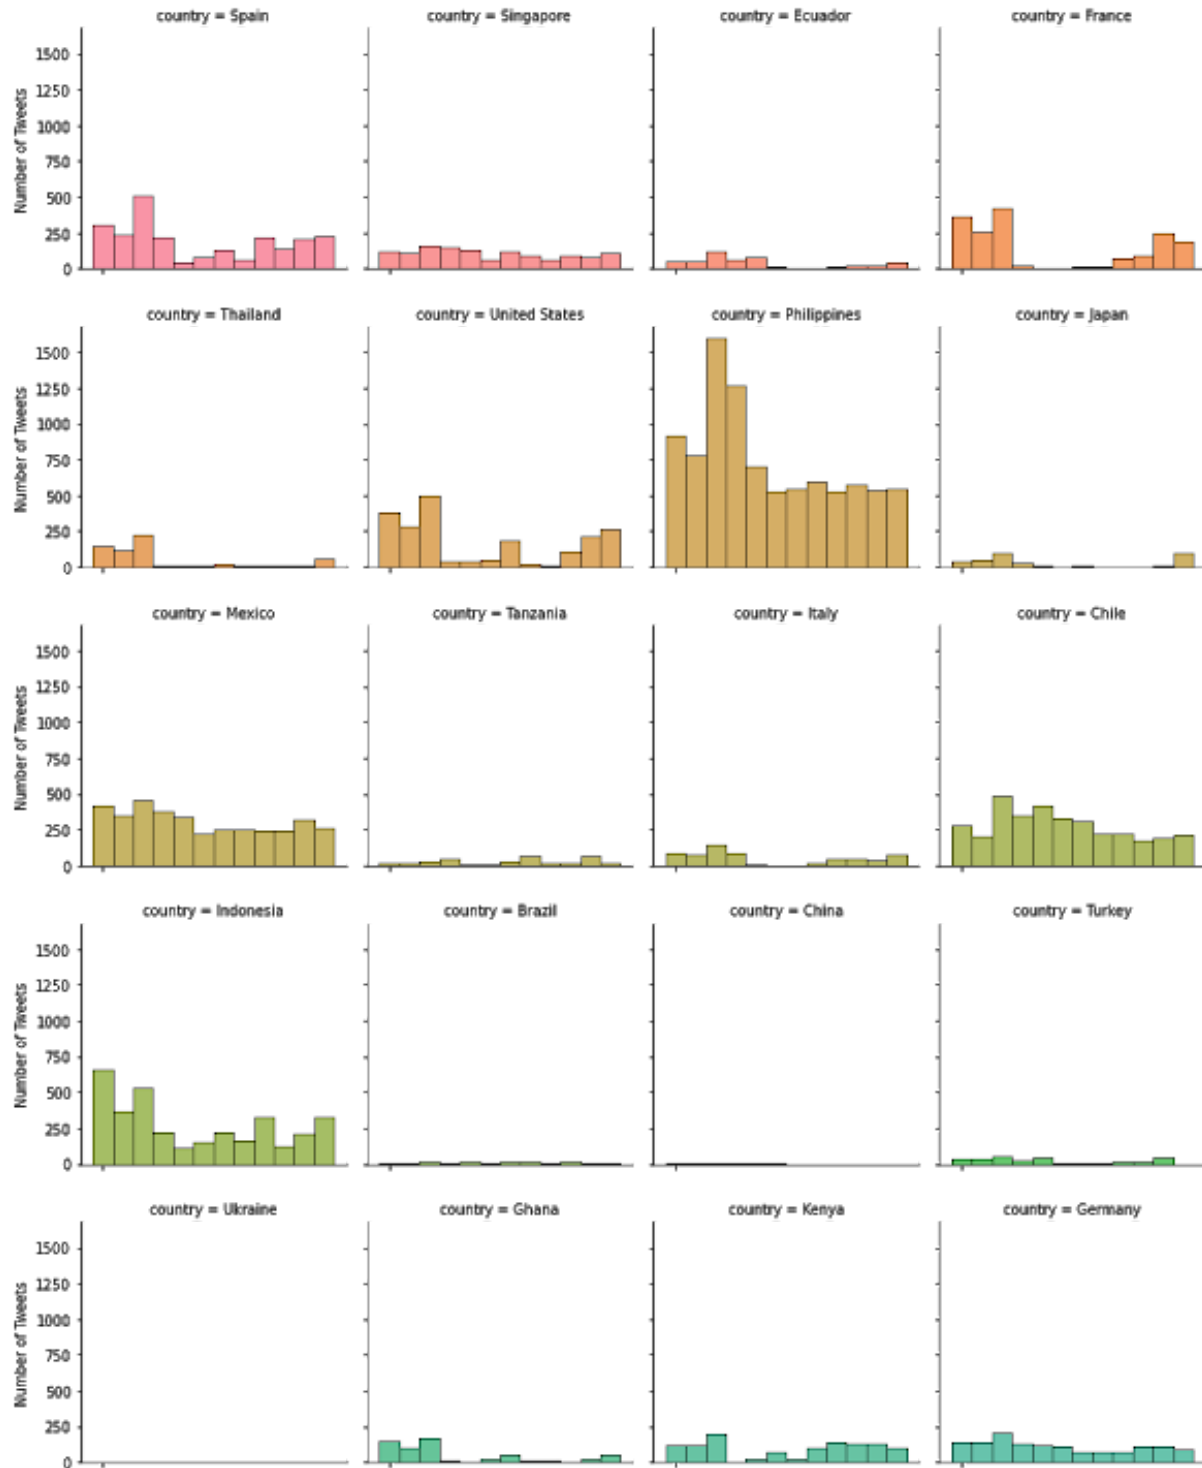 country = Spain
country = Singapore
country = Ecuador
country = France
Number of Tweets
1500
1250
1000
750
500
250
0
country = Thailand
country = United States
country = Philippines
country = Japan
Number of Tweets
1500
1250
1000
750
500
250
0
country = Mexico
country = Tanzania
country = Italy
country = Chile
Number of Tweets
1500
1250
1000
750
500
250
0
country = Indonesia
country = Brazil
country = China
country = Turkey
Number of Tweets
1500
1250
1000
750
500
250
0
country = Ukraine
country = Ghana
country = Kenya
country = Germany
Number of Tweets
1500
1250
1000
750
500
250
0